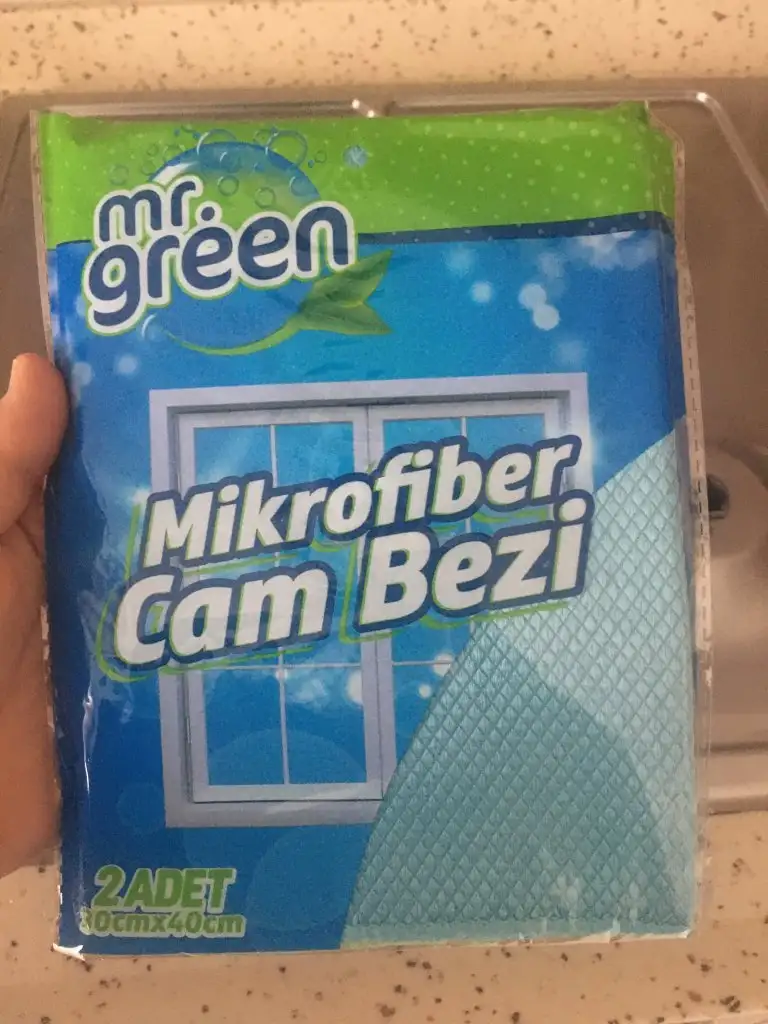 mr.
green
Mikrofiber
Cam Bezi
2 ADET
30cmx40cm